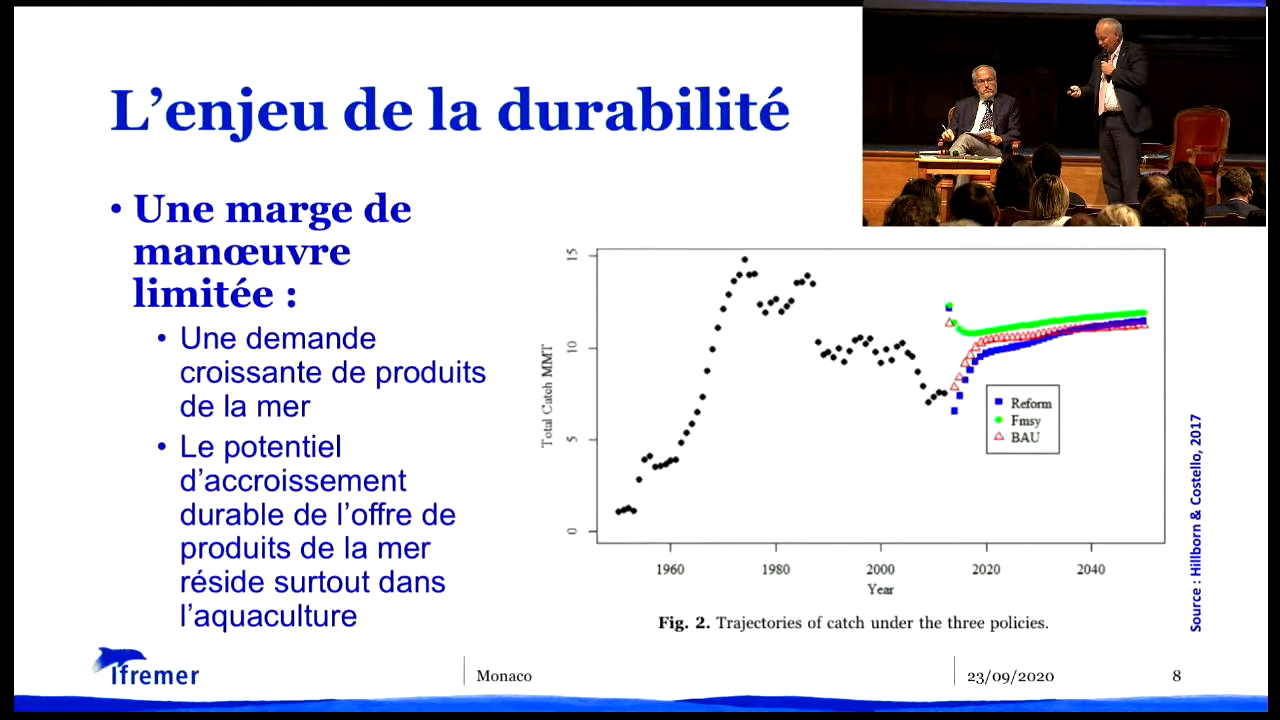 L’enjeu de la durabilité
• Une marge de
manœuvre
limitée :
• Une demande
croissante de produits
de la mer
• Le potentiel
d’accroissement
durable de l’offre de
produits de la mer
réside surtout dans
l’aquaculture
Total Catch MMT
15
10
5
0
1960
1980
2000
2020
2040
Year
Reform
Fmsy
BAU
Fig. 2. Trajectories of catch under the three policies.
Source : Hillborn & Costello, 2017
Ifremer
Monaco
23/09/2020
8